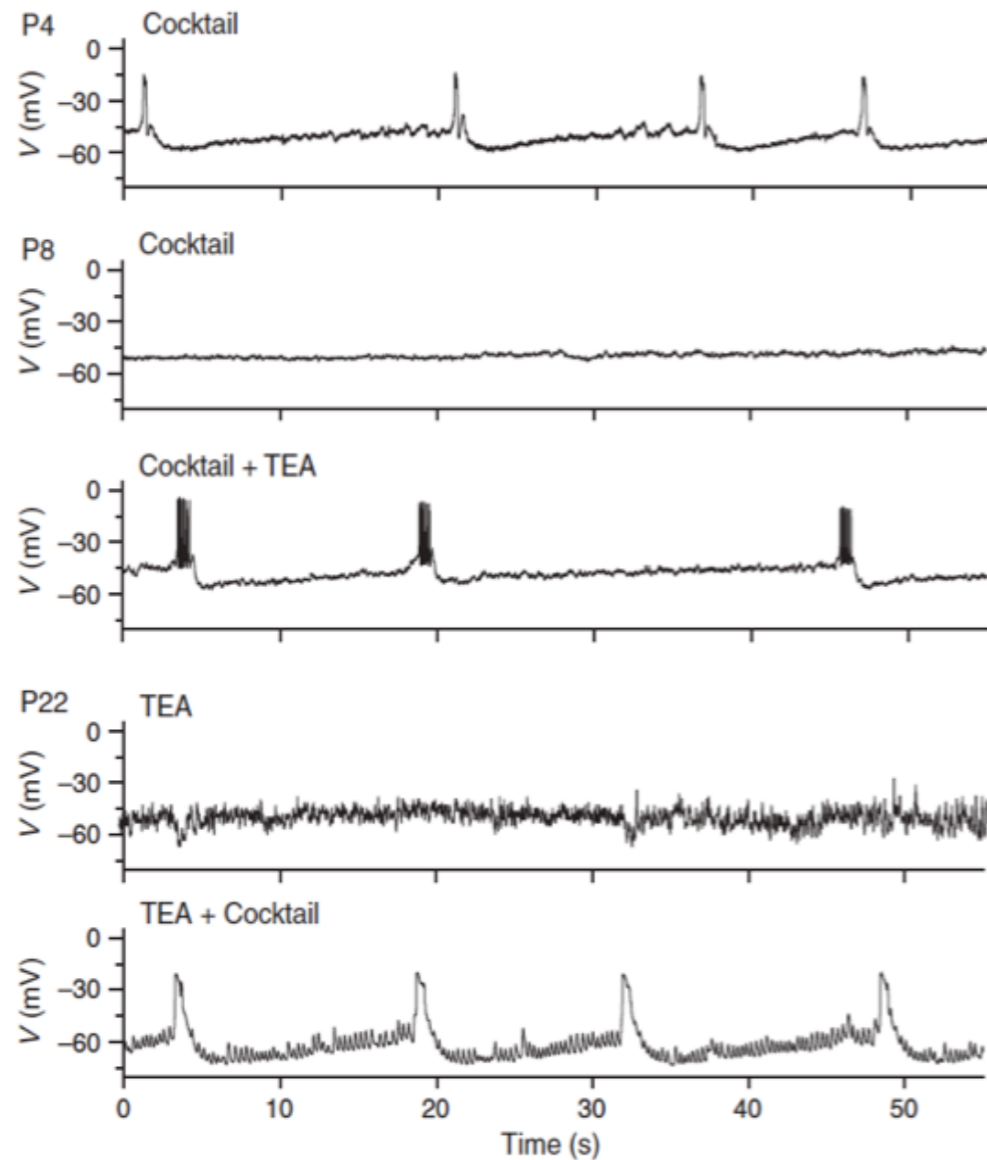 P4 Cocktail
0
−30
−60
V (mV)
P8 Cocktail
0
−30
−60
V (mV)
Cocktail + TEA
0
−30
−60
V (mV)
P22 TEA
0
−30
−60
V (mV)
TEA + Cocktail
0
−30
−60
V (mV)
0 10 20 30 40 50
Time (s)